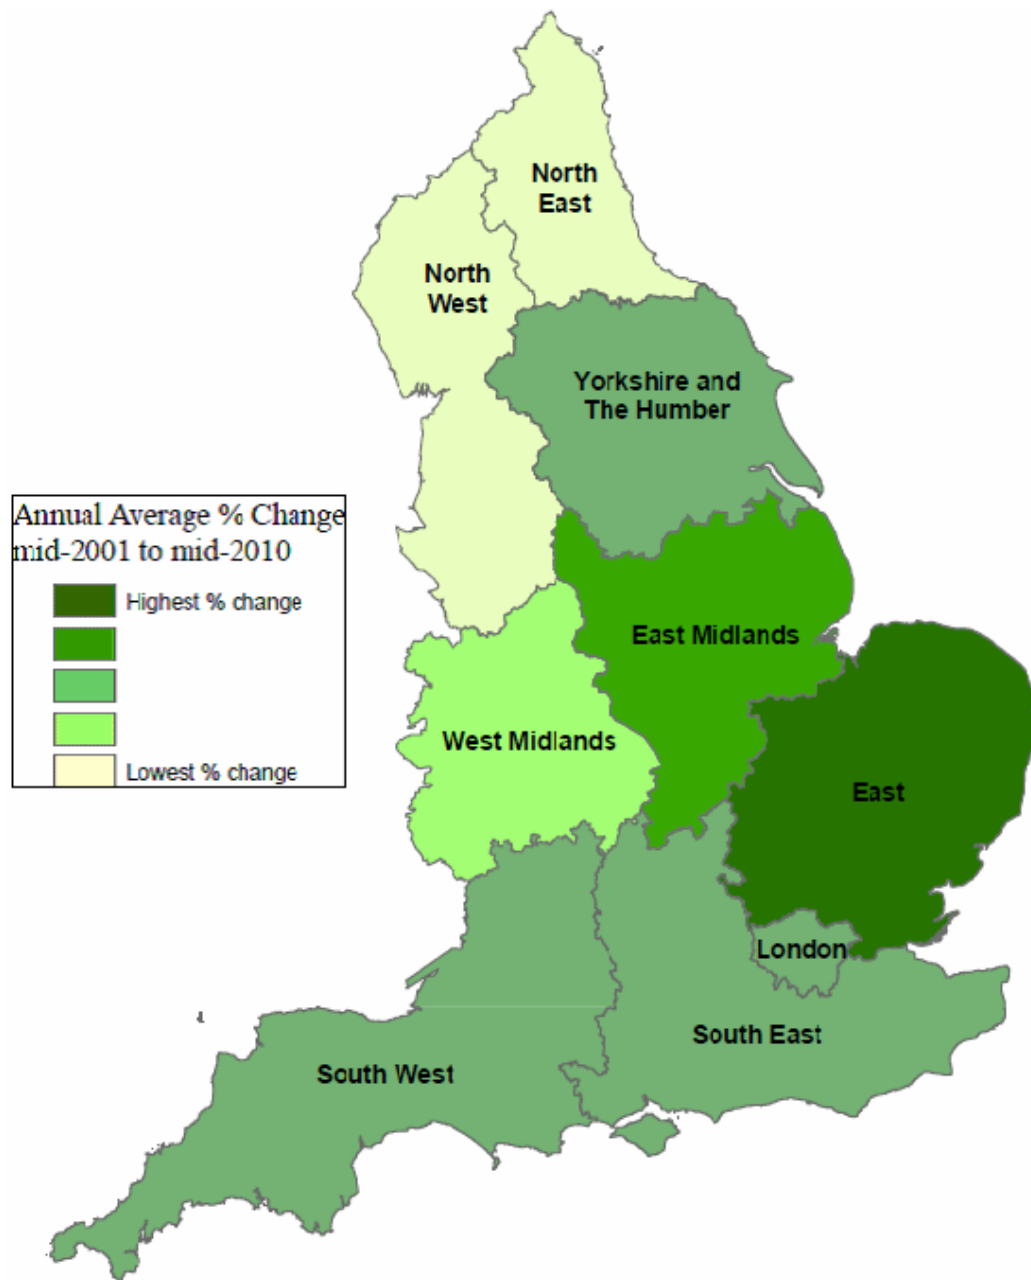 North
East
North
West
Yorkshire and
The Humber
Annual Average % Change
mid-2001 to mid-2010
Highest % change
Lowest % change
East Midlands
West Midlands
East
London
South East
South West